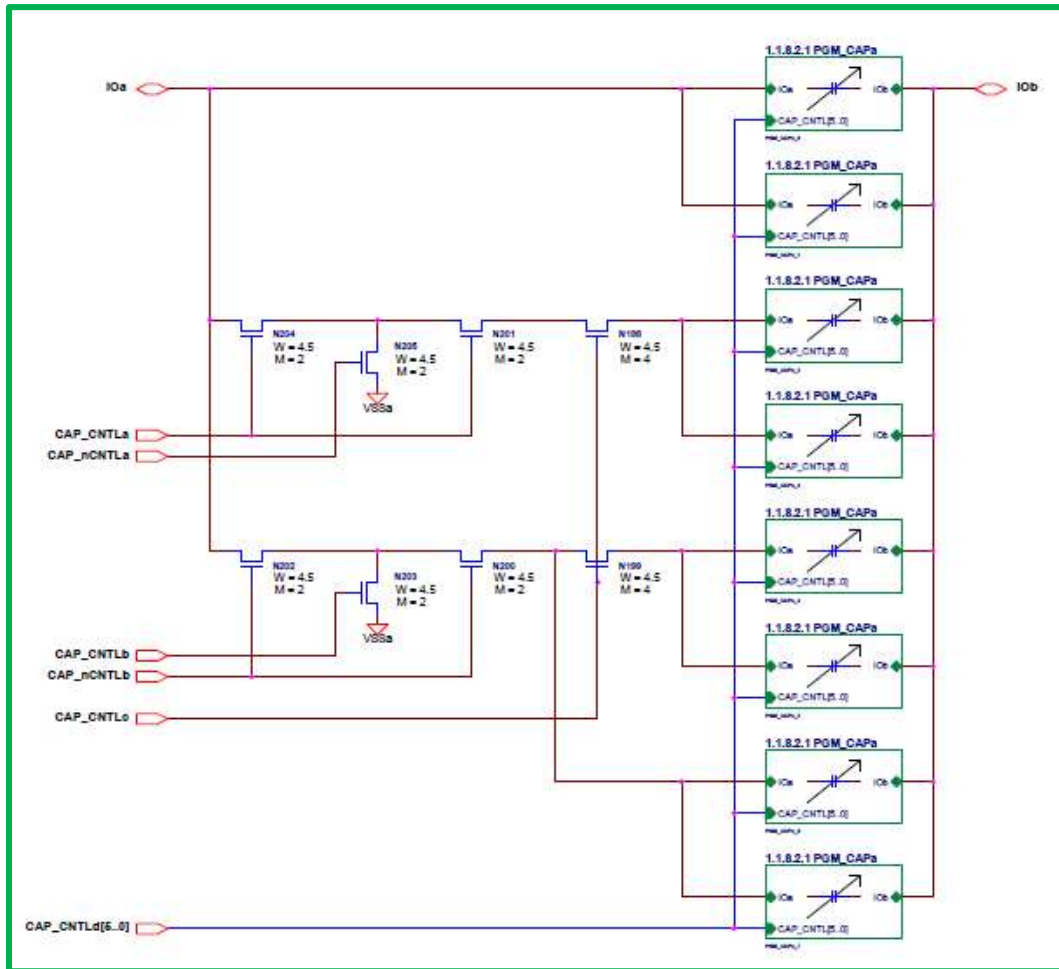 1.1.8.2.1 PGM_CAPa
IOa
IOa
IOb
IOb
CAP_CNTL[5..0]
1.1.8.2.1 PGM_CAPa
IOa
IOb
CAP_CNTL[5..0]
1.1.8.2.1 PGM_CAPa
IOa
IOb
CAP_CNTL[5..0]
N204
W = 4.5
M = 2
N205
W = 4.5
M = 2
VSSa
N201
W = 4.5
M = 2
N198
W = 4.5
M = 4
1.1.8.2.1 PGM_CAPa
IOa
IOb
CAP_CNTL[5..0]
CAP_CNTLa
CAP_nCNTLa
1.1.8.2.1 PGM_CAPa
IOa
IOb
CAP_CNTL[5..0]
N202
W = 4.5
M = 2
N203
W = 4.5
M = 2
VSSa
N200
W = 4.5
M = 2
N199
W = 4.5
M = 4
1.1.8.2.1 PGM_CAPa
IOa
IOb
CAP_CNTL[5..0]
CAP_CNTLb
CAP_nCNTLb
CAP_CNTLc
1.1.8.2.1 PGM_CAPa
IOa
IOb
CAP_CNTL[5..0]
1.1.8.2.1 PGM_CAPa
IOa
IOb
CAP_CNTL[5..0]
CAP_CNTLd[5..0]